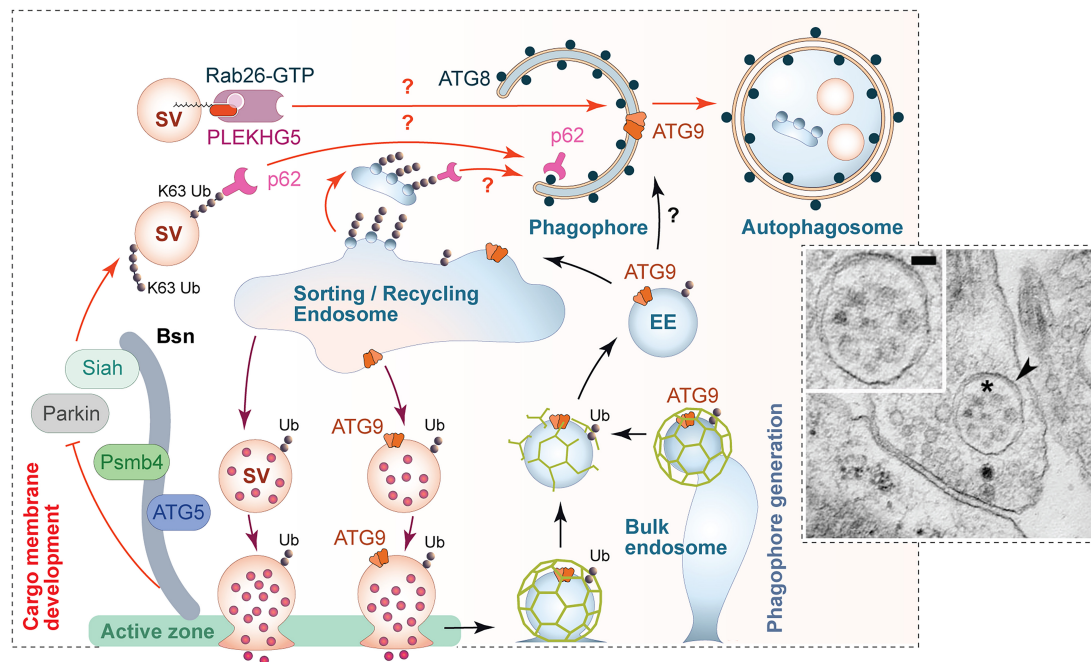 Rab26-GTP
?
ATG8
SV
?
PLEKHG5
ATG9
p62
K63 Ub
p62
?
SV
Phagophore
Autophagosome
?
K63 Ub
ATG9
Sorting / Recycling
Endosome
EE
Bsn
Siah
*
Parkin
ATG9
Ub
Ub
ATG9
Ub
Ub
Psmb4
SV
ATG5
Bulk
endosome
ATG9
Ub
Ub
Ub
Active zone
Cargo membrane
development
Phagophore generation